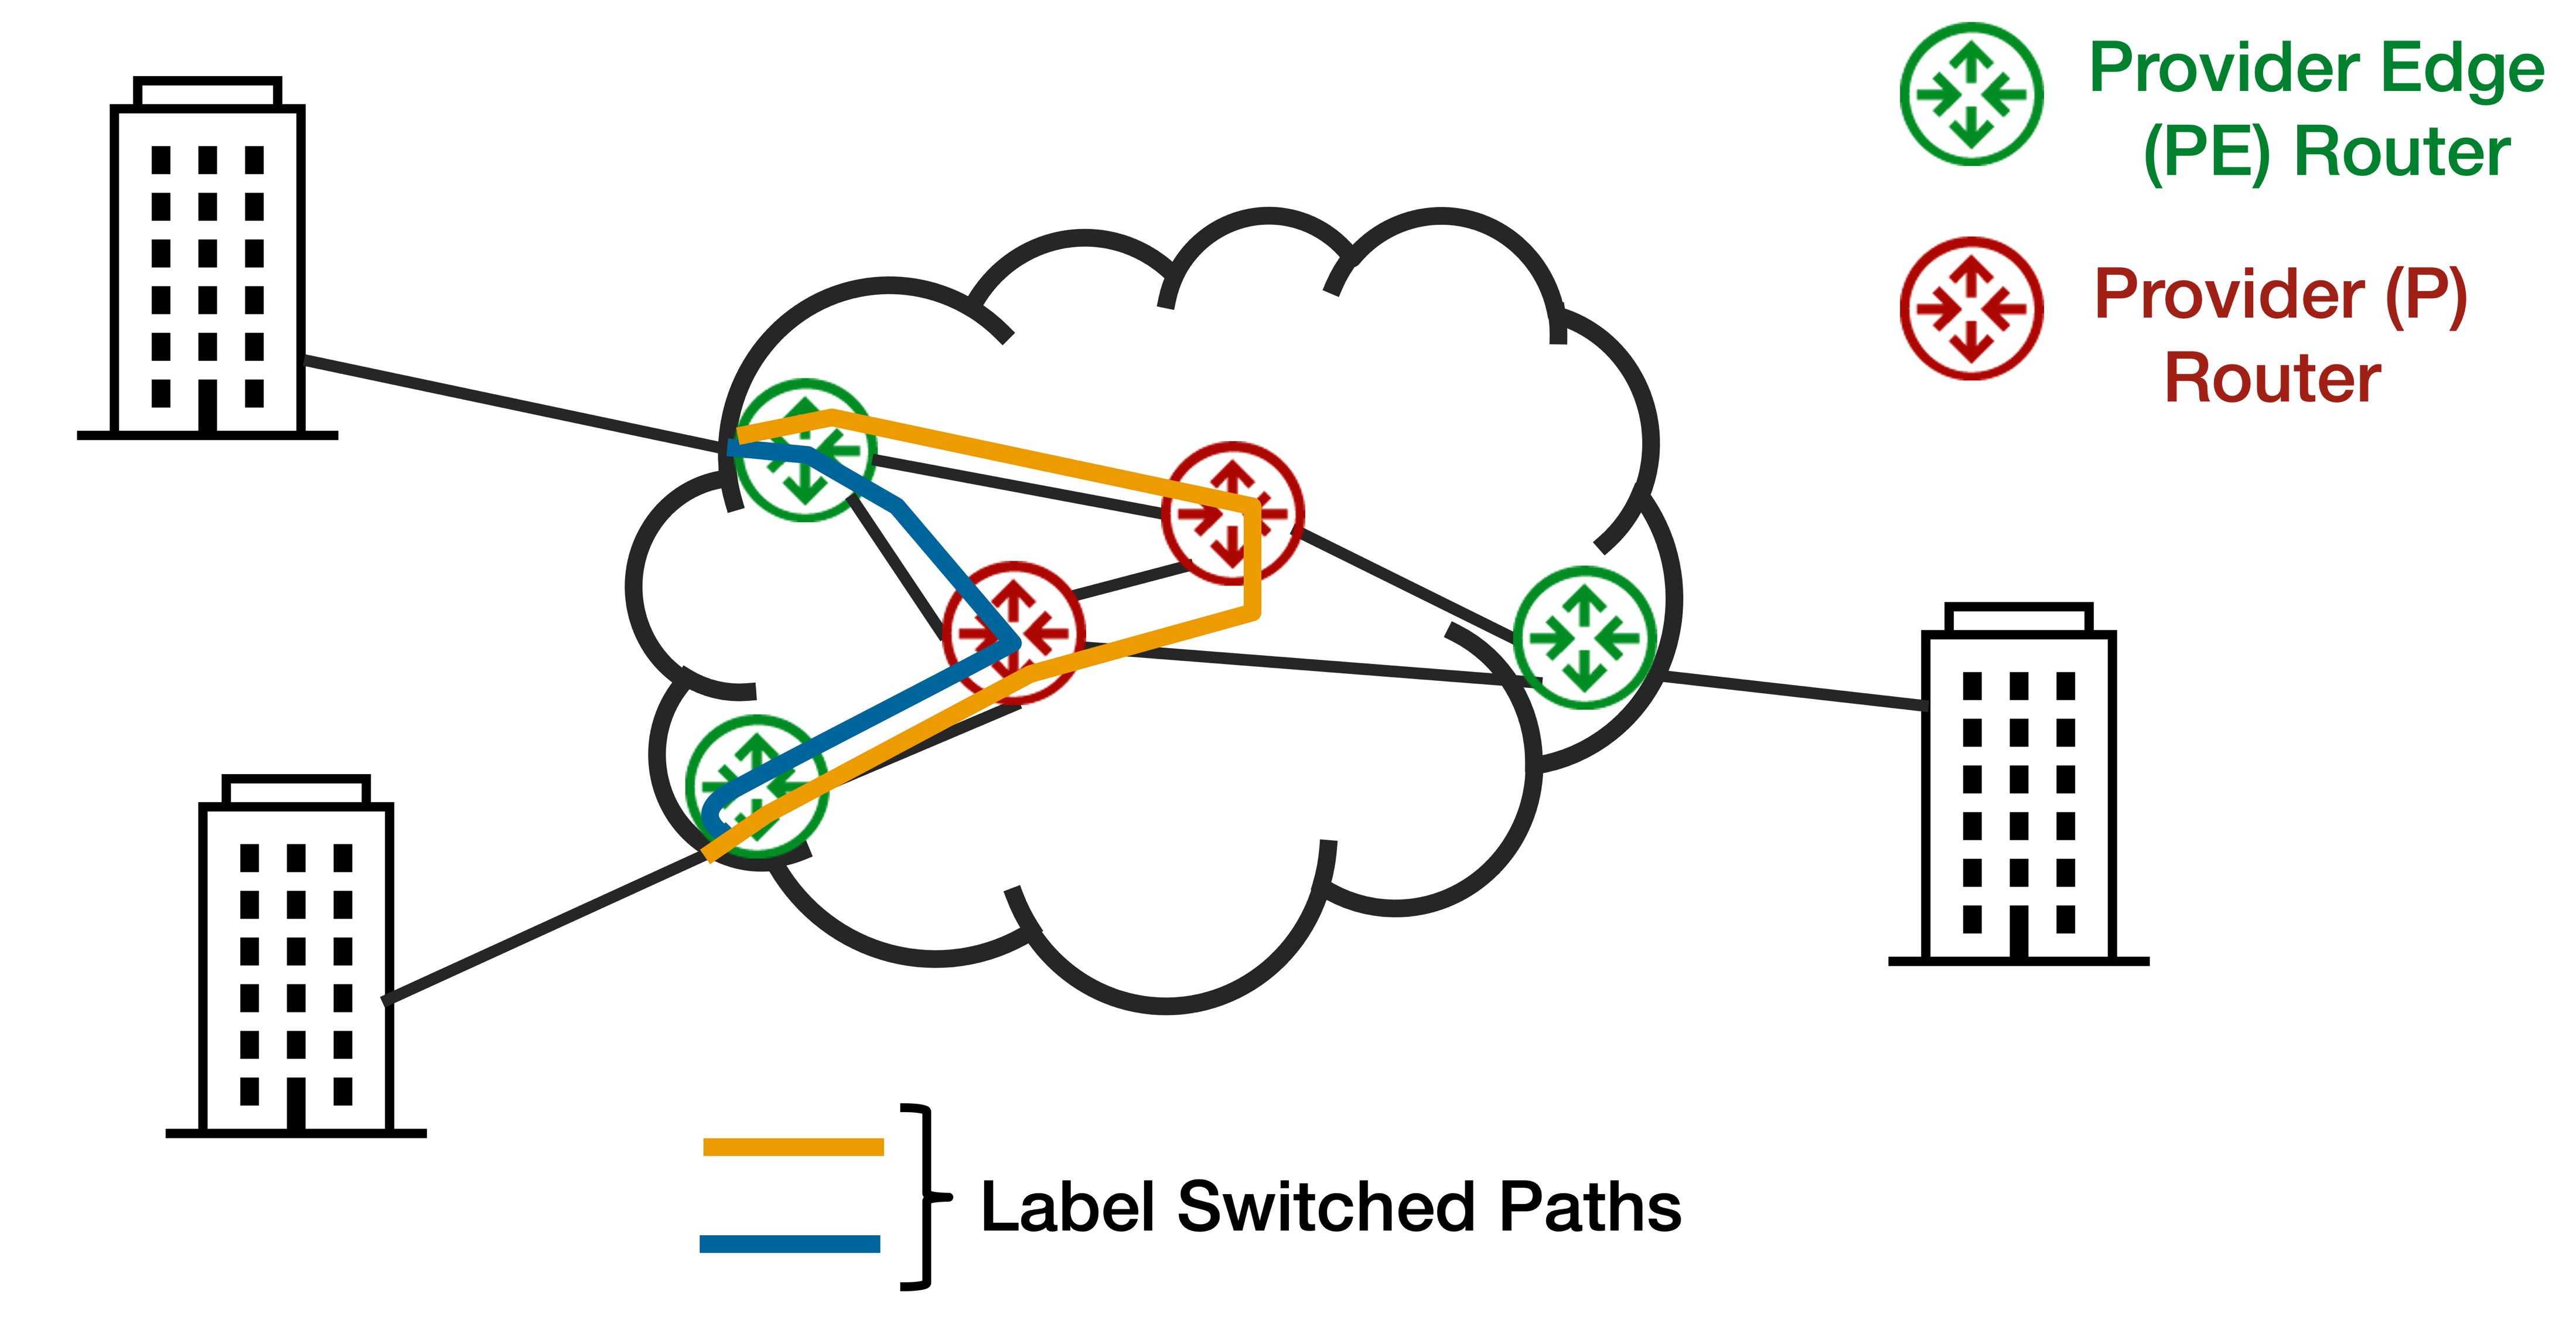 Provider Edge
(PE) Router
Provider (P)
Router
Label Switched Paths